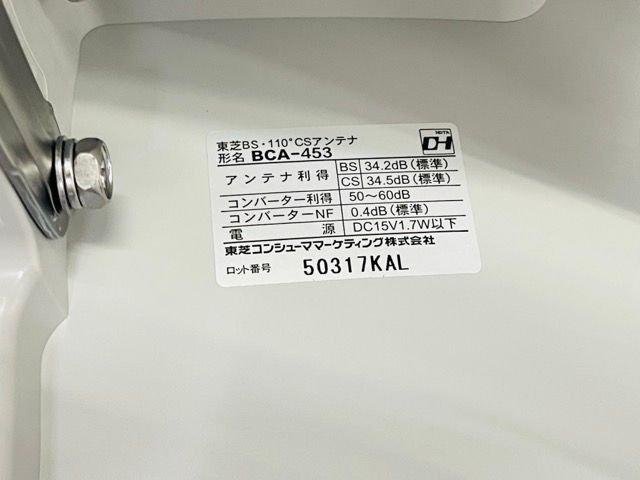 東芝BS・110°CSアンテナ
形名 BCA-453
JEITA
DH
アンテナ利得 BS 34.2dB(標準)
CS 34.5dB(標準)
コンバーター利得 50～60dB
コンバーターNF 0.4dB(標準)
電源 DC15V1.7W以下
東芝コンシューママーケティング株式会社
ロット番号 50317KAL